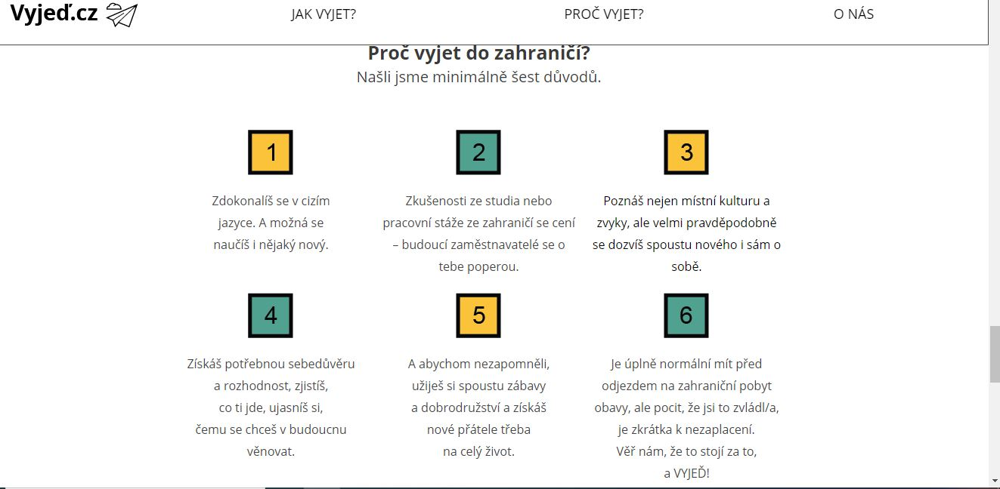 Vyjeď.cz
JAK VYJET?
PROČ VYJET?
O NÁS
Proč vyjet do zahraničí?
Našli jsme minimálně šest důvodů.
1
Zdokonalíš se v cizím
jazyce. A možná se
naučíš i nějaký nový.
2
Zkušenosti ze studia nebo
pracovní stáže ze zahraničí se cení
– budoucí zaměstnavatelé se o
tebe poperou.
3
Poznáš nejen místní kulturu a
zvyky, ale velmi pravděpodobně
se dozvíš spoustu nového i sám o
sobě.
4
Získáš potřebnou sebedůvěru
a rozhodnost, zjistíš,
co ti jde, ujasníš si,
čemu se chceš v budoucnu
věnovat.
5
A abychom nezapomněli,
užiješ si spoustu zábavy
a dobrodružství a získáš
nové přátele třeba
na celý život.
6
Je úplně normální mít před
odjezdem na zahraniční pobyt
obavy, ale pocit, že jsi to zvládl/a,
je zkrátka k nezaplacení.
Věř nám, že to stojí za to,
a VYJEĎ!